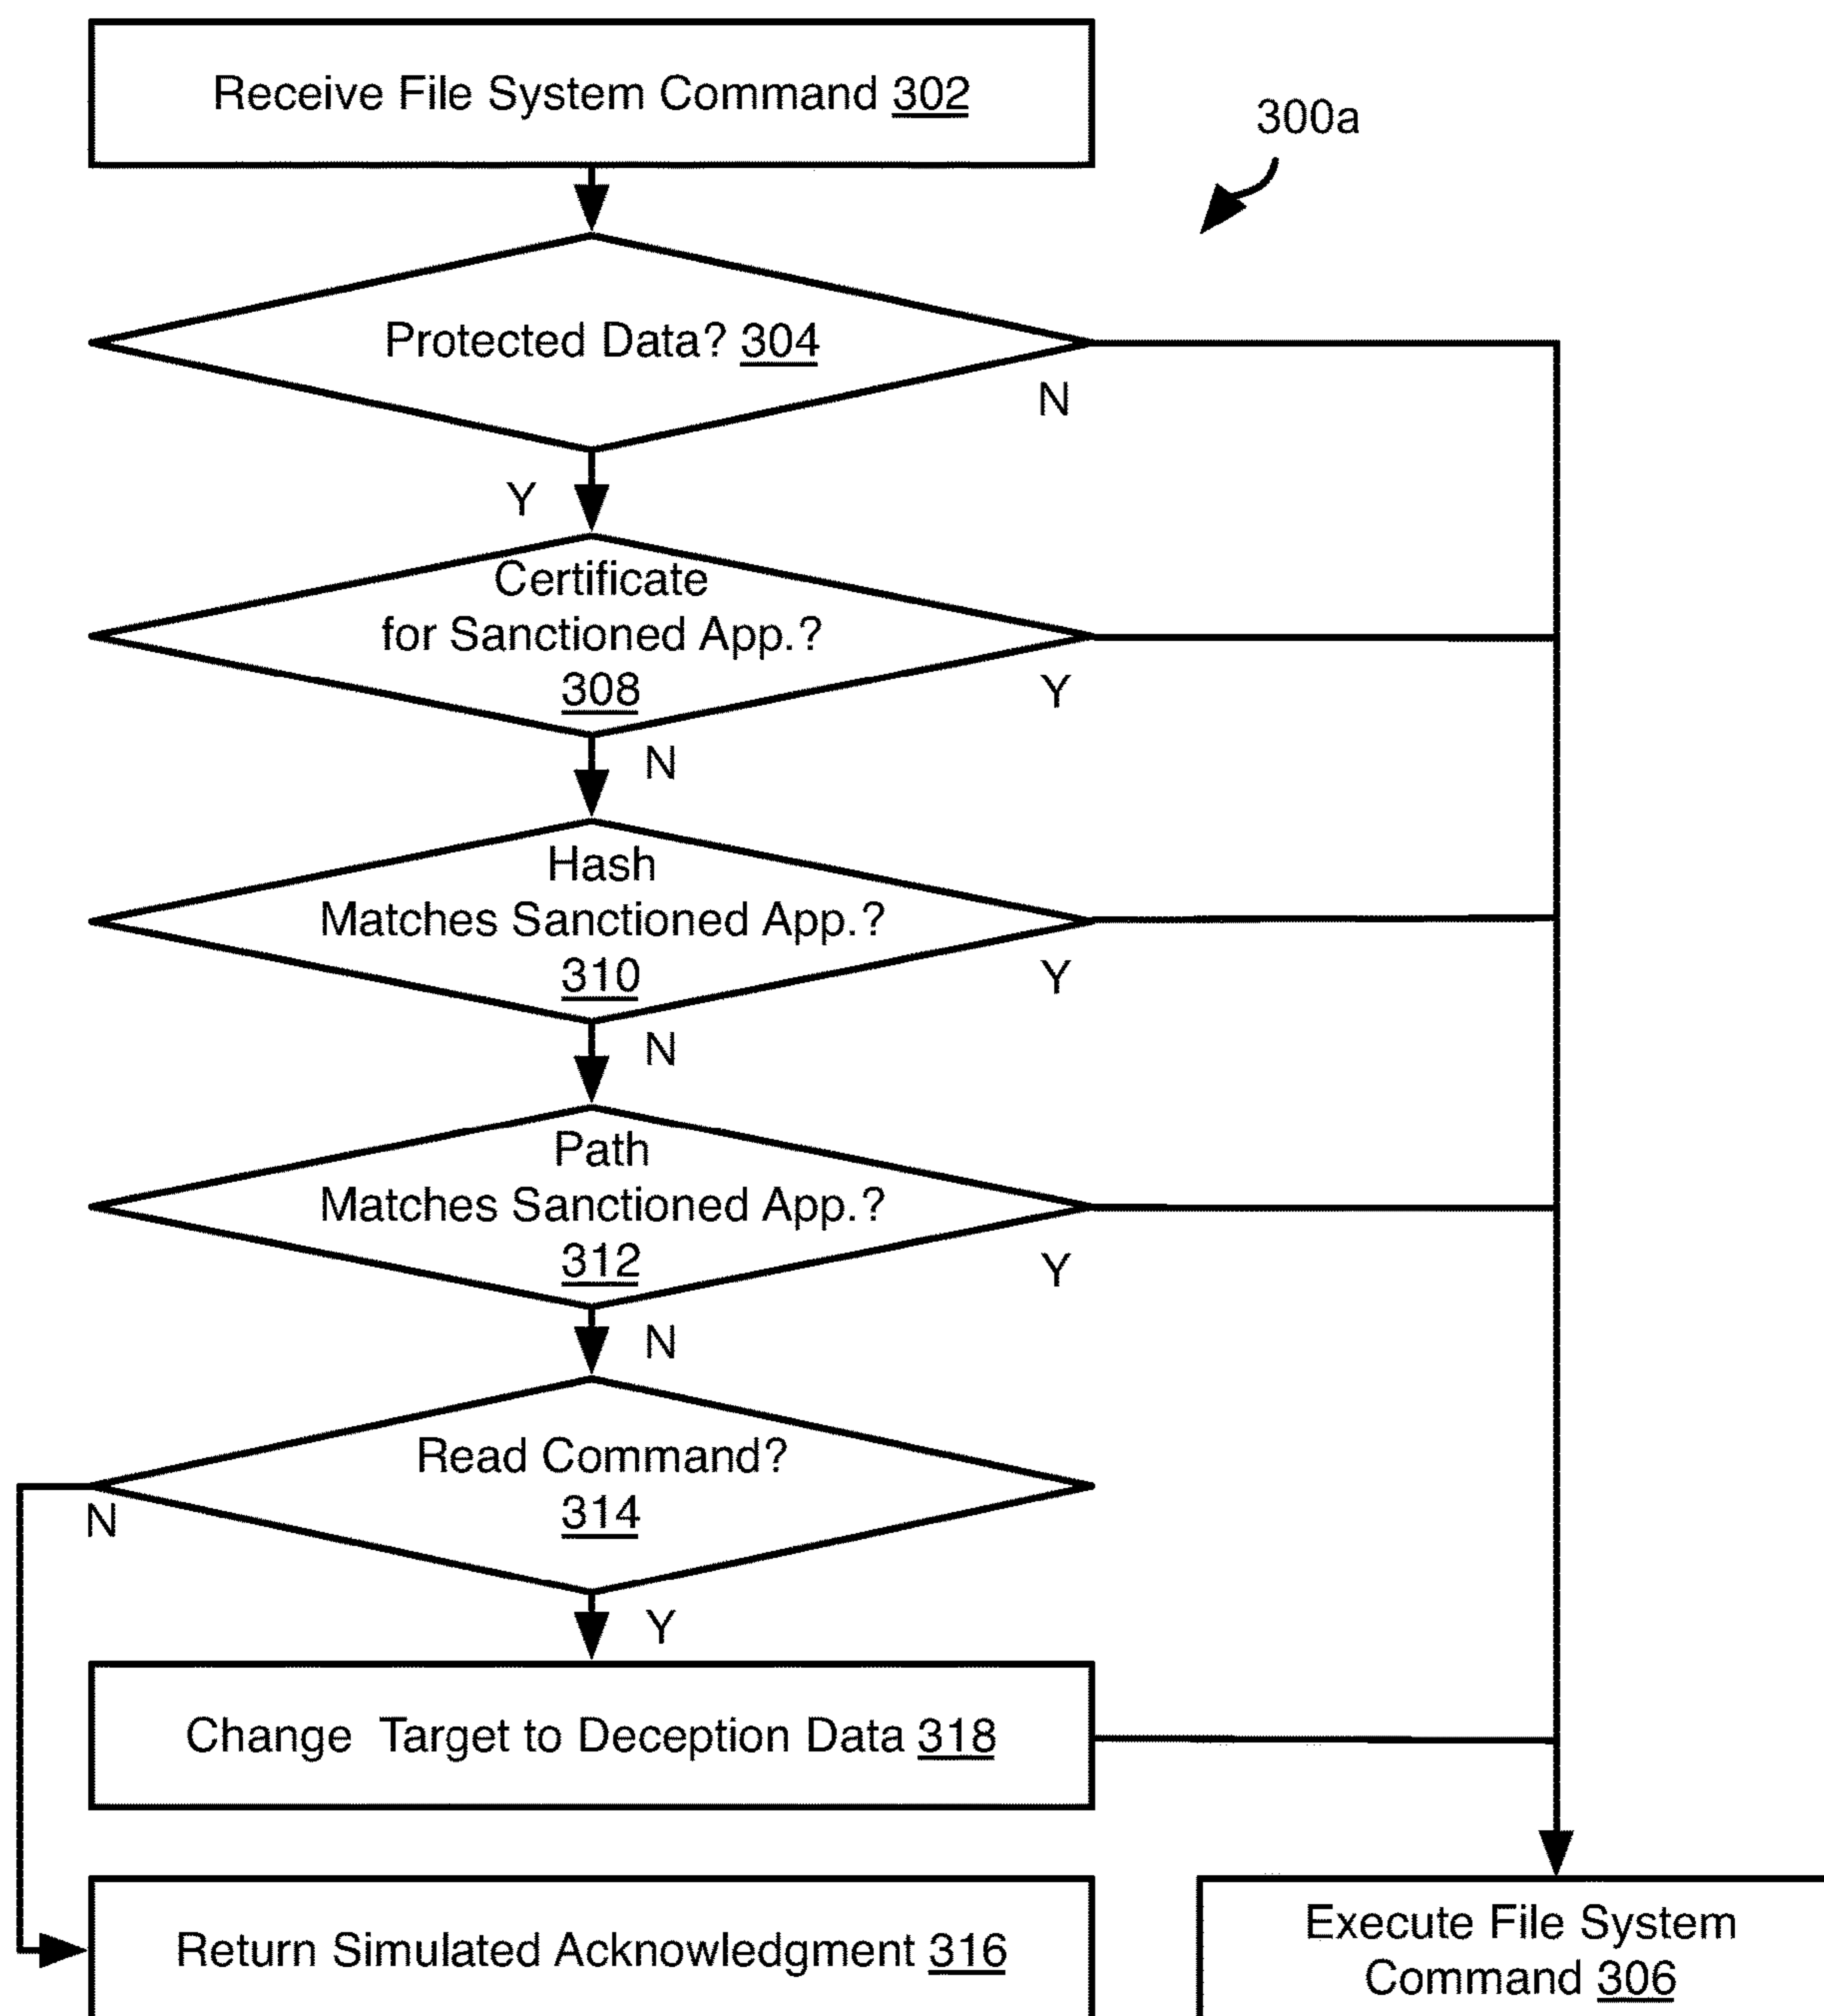 Receive File System Command 302
300a
Protected Data? 304
N
Y
Certificate
for Sanctioned App.?
308
Y
N
Hash
Matches Sanctioned App.?
310
Y
N
Path
Matches Sanctioned App.?
312
Y
N
Read Command?
314
N
Y
Change Target to Deception Data 318
Return Simulated Acknowledgment 316
Execute File System
Command 306